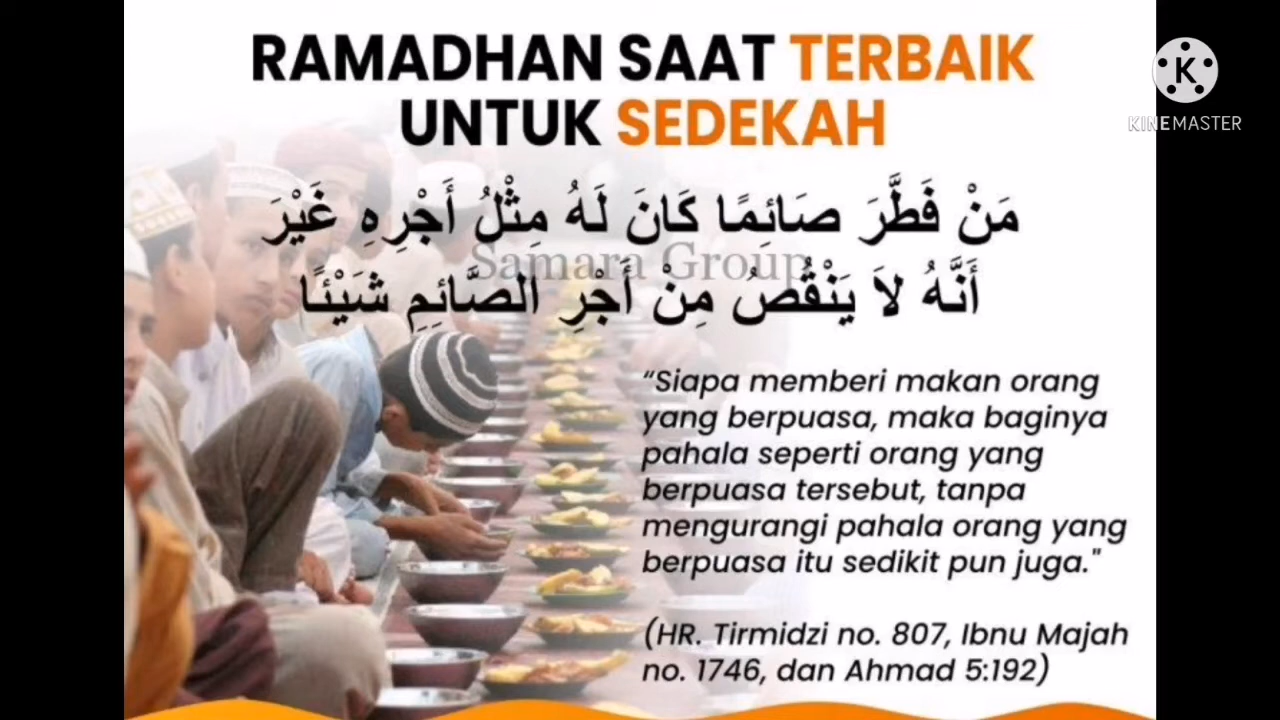 RAMADHAN SAAT TERBAIK
UNTUK SEDEKAH
KINEMASTER
مَنْ فَطَّرَ صَائِمًا كَانَ لَهُ مِثْلُ أَجْرِهِ غَيْرَ
Samara Group
أَنَّهُ لاَ يَنْقُصُ مِنْ أَجْرِ الصَّائِمِ شَيْئًا
“Siapa memberi makan orang
yang berpuasa, maka baginya
pahala seperti orang yang
berpuasa tersebut, tanpa
mengurangi pahala orang yang
berpuasa itu sedikit pun juga."
(HR. Tirmidzi no. 807, Ibnu Majah
no. 1746, dan Ahmad 5:192)